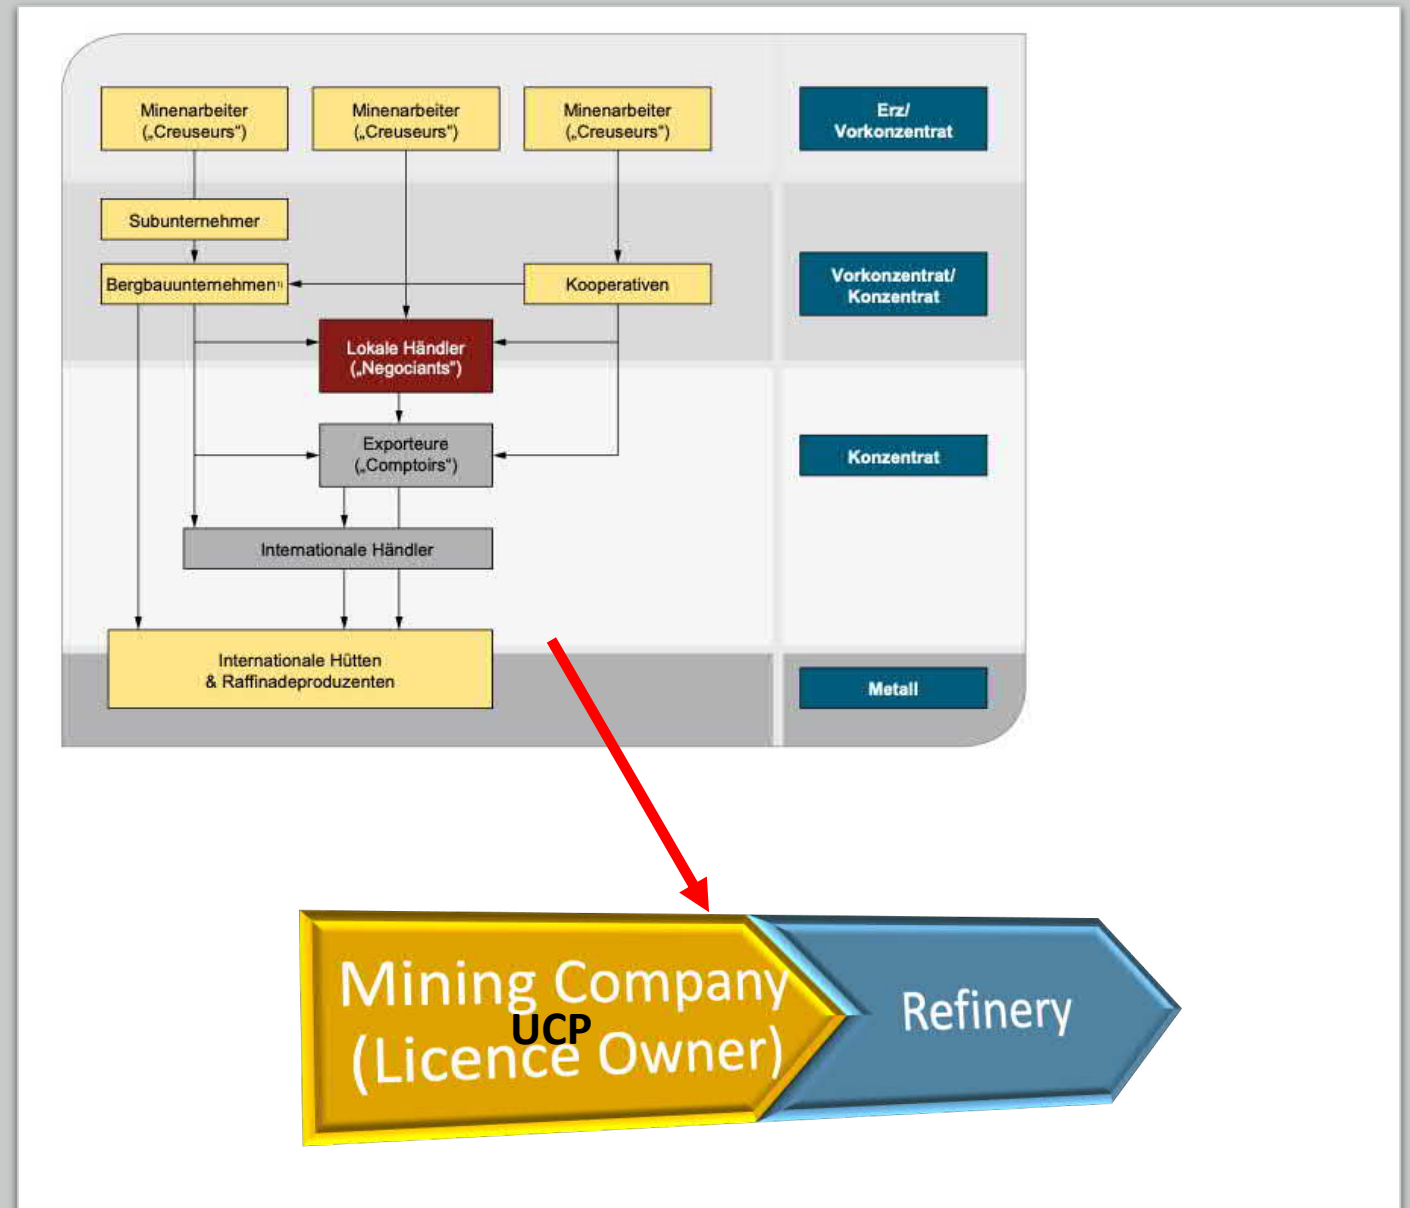 Minenarbeiter
(„Creuseurs“)
Minenarbeiter
(„Creuseurs“)
Minenarbeiter
(„Creuseurs“)
Erz/
Vorkonzentrat
Subunternehmer
Bergbauunternehmen¹⁾
Kooperativen
Vorkonzentrat/
Konzentrat
Lokale Händler
(„Negociants“)
Exporteure
(„Comptoirs“)
Konzentrat
Internationale Händler
Internationale Hütten
& Raffinadeproduzenten
Metall
Mining Company
(Licence Owner)
UCP
Refinery